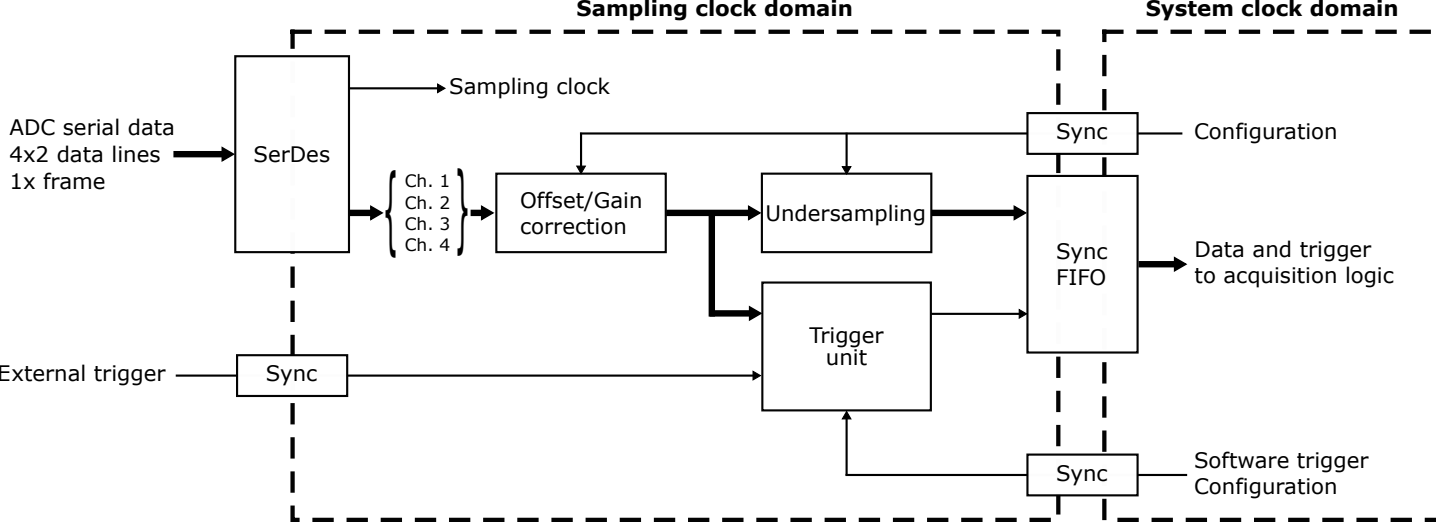 Sampling clock domain
System clock domain
Sampling clock
ADC serial data
4x2 data lines
1x frame
SerDes
Ch. 1
Ch. 2
Ch. 3
Ch. 4
Offset/Gain
correction
Undersampling
Sync
Configuration
Sync
FIFO
Data and trigger
to acquisition logic
Trigger
unit
External trigger
Sync
Sync
Software trigger
Configuration